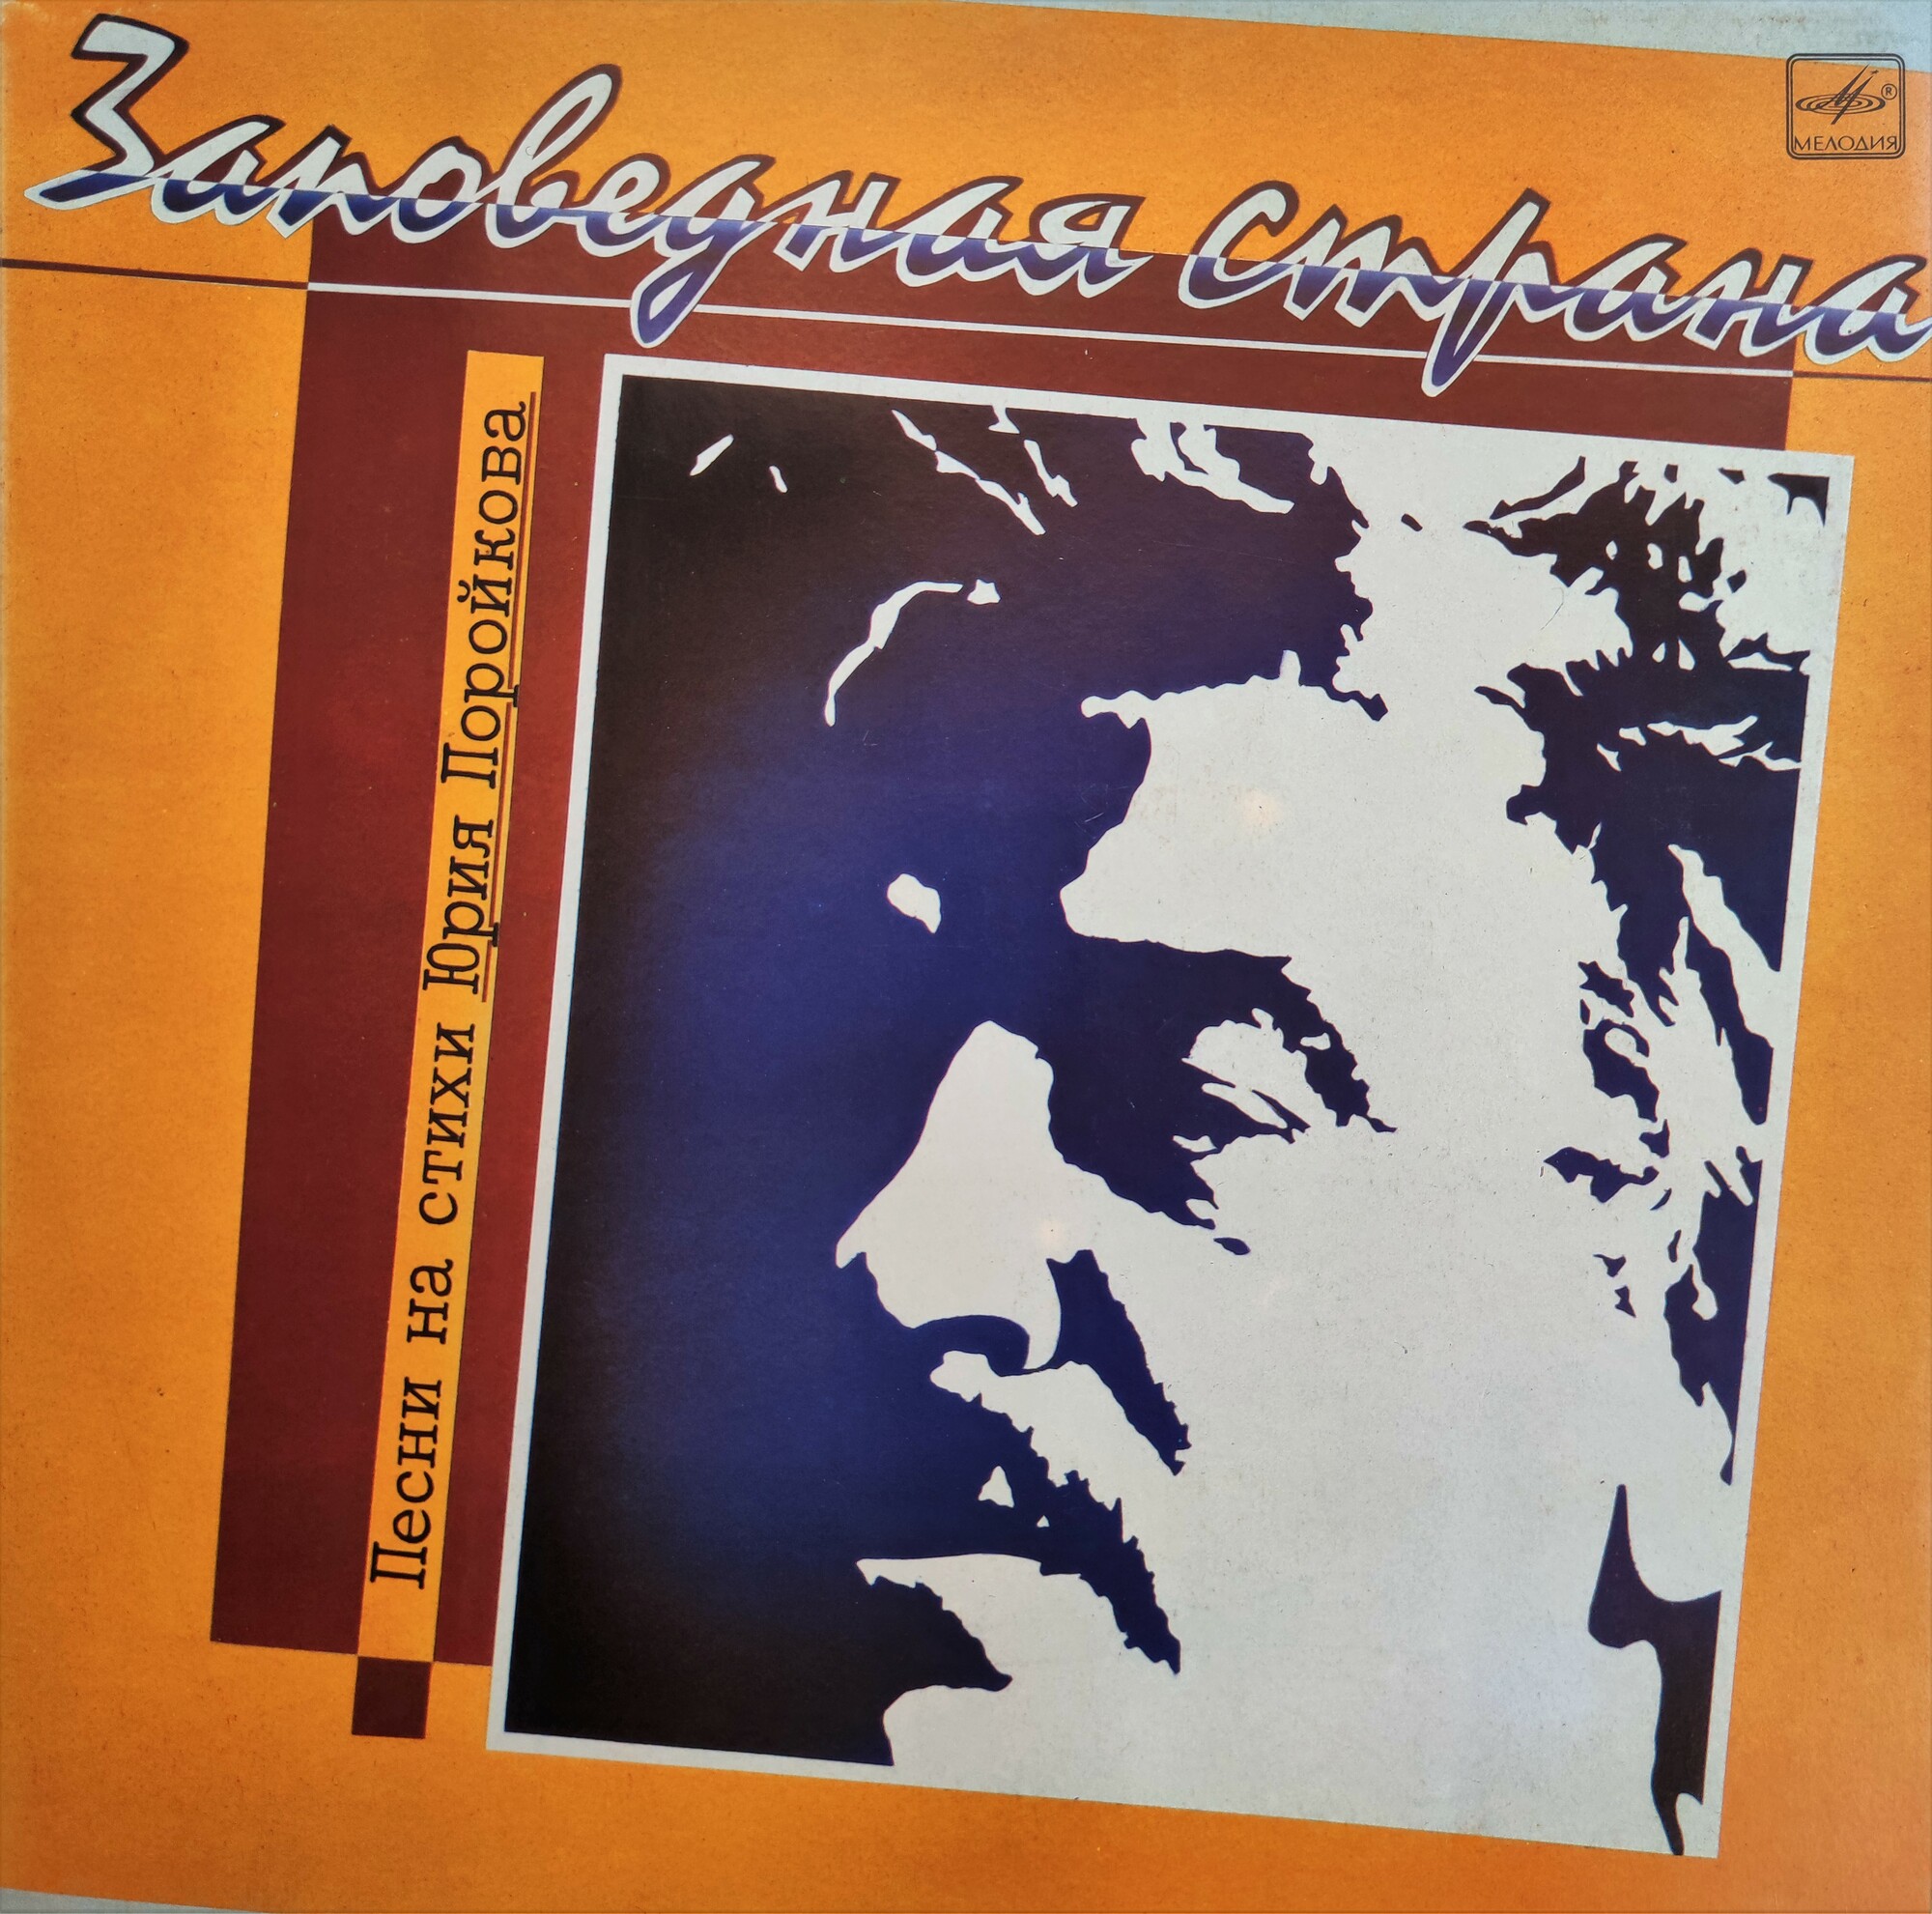 Заповедная страна
® МЕЛОДИЯ
Песни на стихи Юрия Поройкова